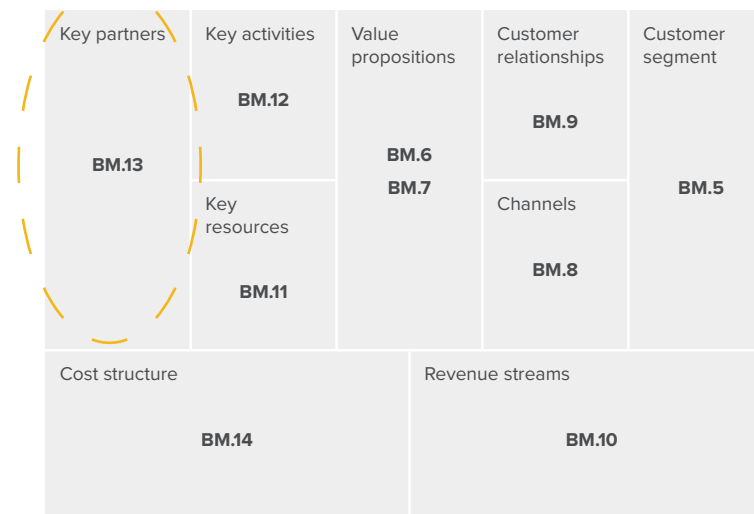 Key partners
BM.13
Key activities
BM.12
Key
resources
BM.11
Value
propositions
BM.6
BM.7
Customer
relationships
BM.9
Channels
BM.8
Customer
segment
BM.5
Cost structure
BM.14
Revenue streams
BM.10